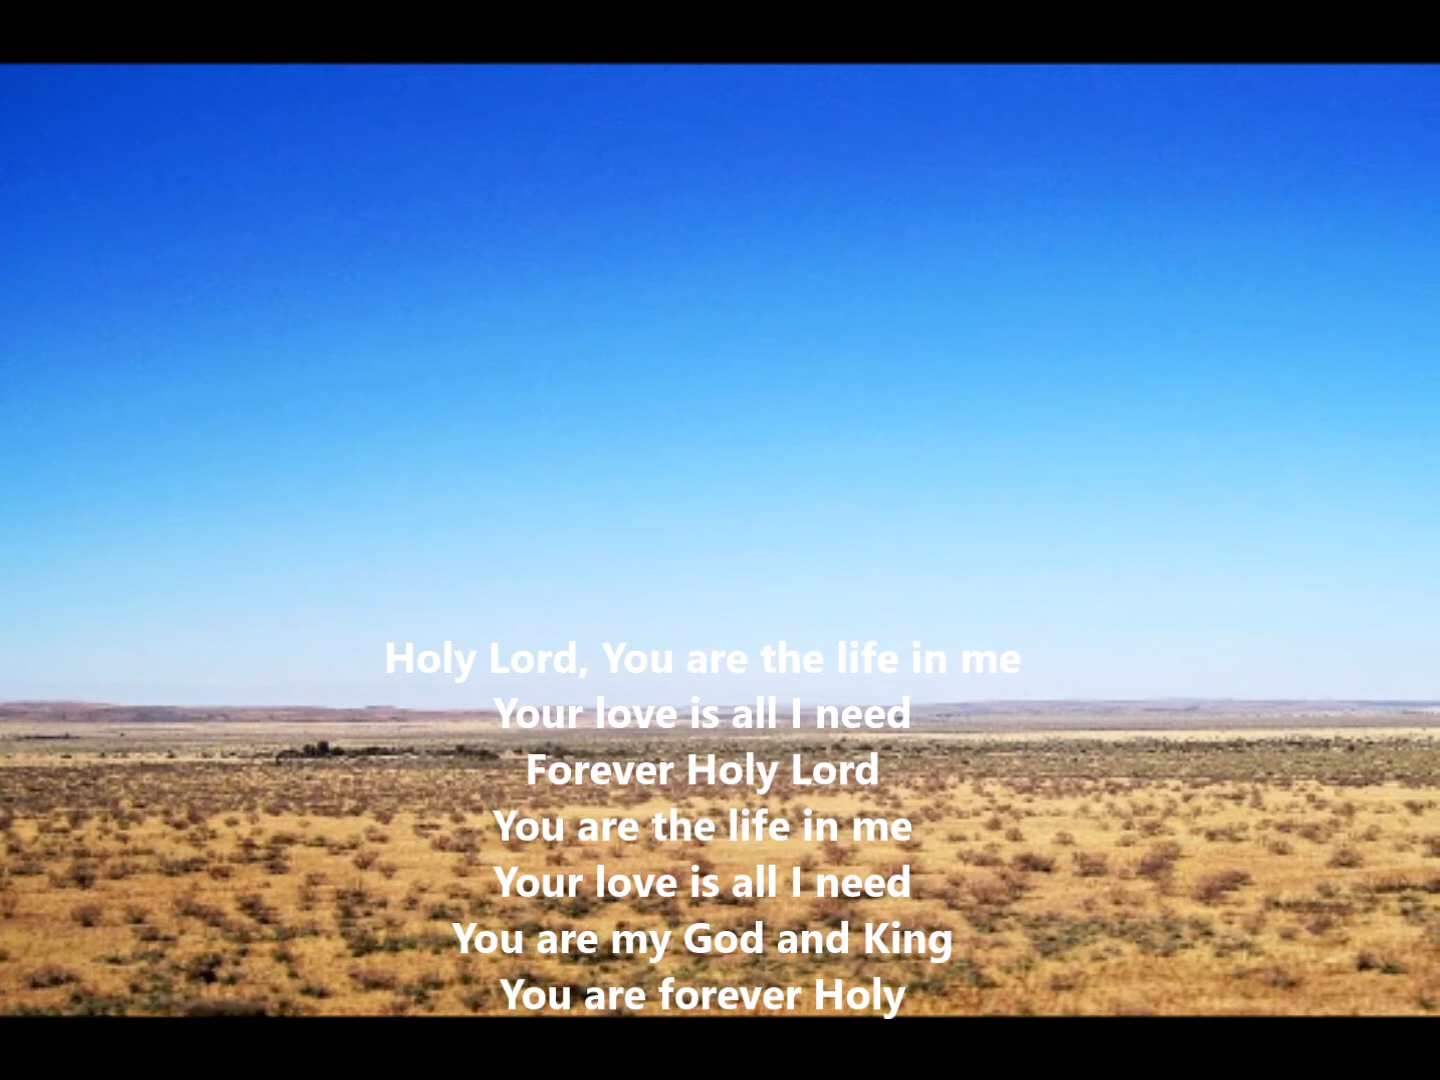 Holy Lord, You are the life in me
Your love is all I need
Forever Holy Lord
You are the life in me
Your love is all I need
You are my God and King
You are forever Holy